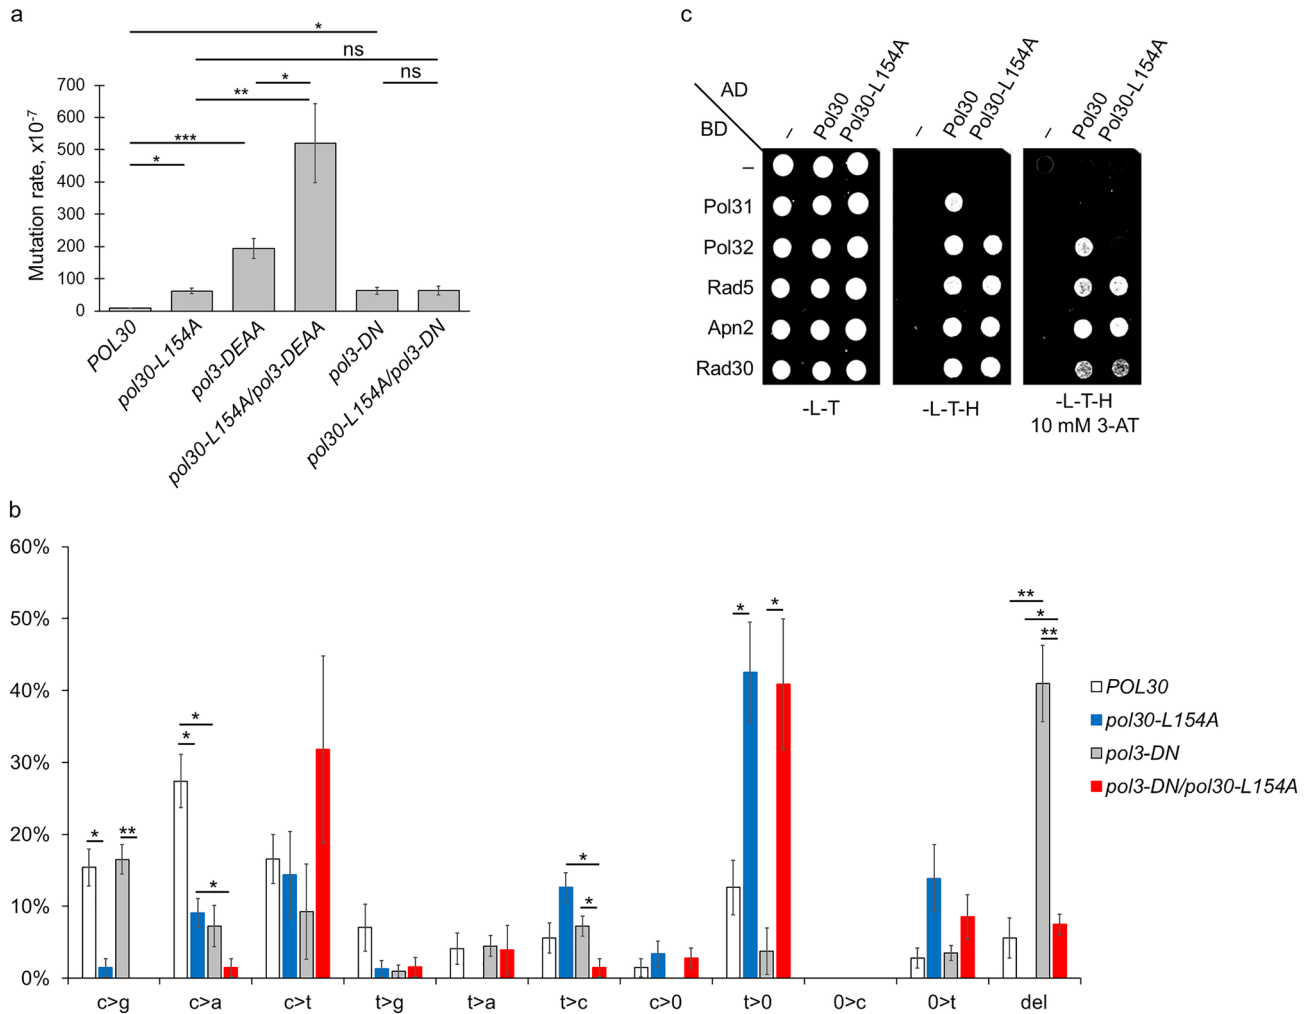 a
*
ns
*
ns
**
***
*
Mutation rate, x10-7
700
600
500
400
300
200
100
0
POL30
pol30-L154A
pol3-DEAA
pol30-L154A/pol3-DEAA
pol3-DN
pol30-L154A/pol3-DN
c
AD
BD
– Pol30 Pol30-L154A
– Pol30 Pol30-L154A
– Pol30 Pol30-L154A
–
Pol31
Pol32
Rad5
Apn2
Rad30
-L-T
-L-T-H
-L-T-H
10 mM 3-AT
b
60%
50%
40%
30%
20%
10%
0%
* **
*
*
*
*
*
* *
**
*
**
c>g c>a c>t t>g t>a t>c c>0 t>0 0>c 0>t del
POL30
pol30-L154A
pol3-DN
pol3-DN/pol30-L154A